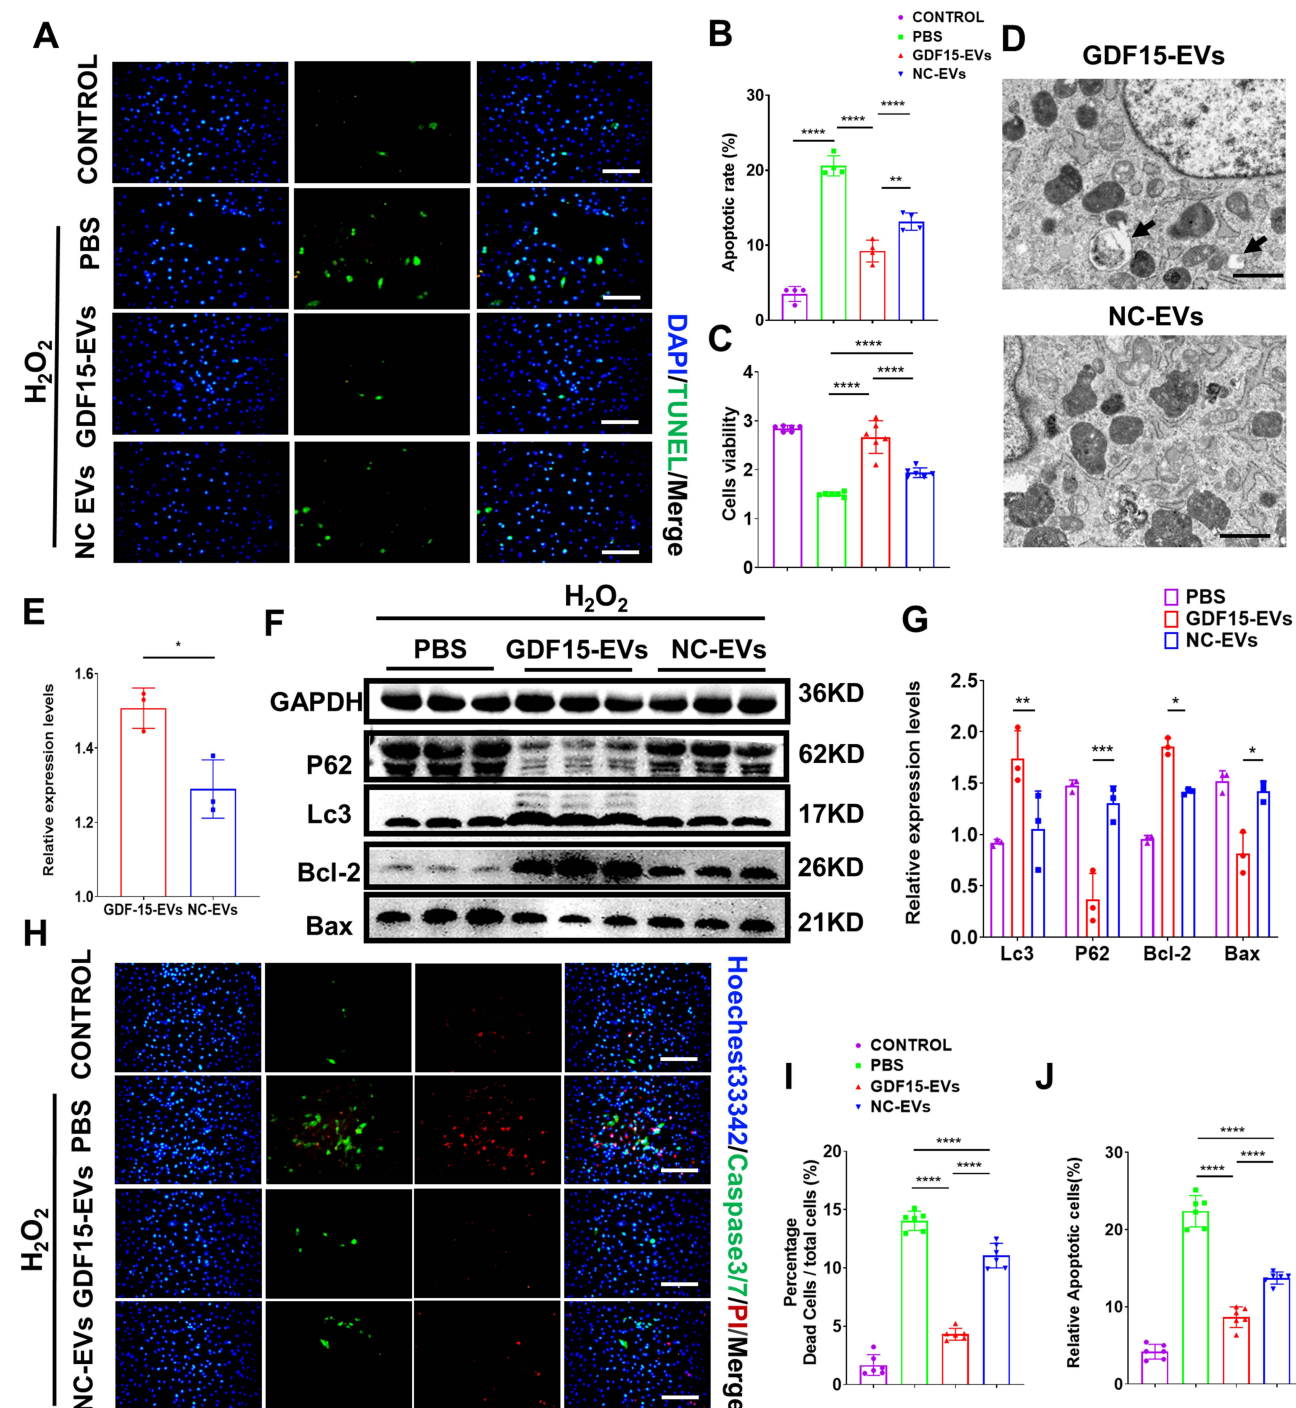 A
CONTROL
PBS
GDF15-EVs
NC EVs
H2O2
DAPI/TUNEL/Merge
B
CONTROL
PBS
GDF15-EVs
NC-EVs
Apoptotic rate (%)
30
20
10
0
****
****
****
**
C
Cells viability
4
3
2
1
0
****
****
****
D
GDF15-EVs
NC-EVs
E
Relative expression levels
1.6
1.4
1.2
1.0
*
GDF-15-EVs NC-EVs
F
H2O2
PBS GDF15-EVs NC-EVs
GAPDH 36KD
P62 62KD
Lc3 17KD
Bcl-2 26KD
Bax 21KD
G
PBS
GDF15-EVs
NC-EVs
Relative expression levels
2.5
2.0
1.5
1.0
0.5
0.0
**
***
*
*
Lc3 P62 Bcl-2 Bax
H
CONTROL
PBS
GDF15-EVs
NC-EVs
H2O2
Hoechest33342/Caspase3/7/PI/Merge
CONTROL
PBS
GDF15-EVs
NC-EVs
I
Percentage
Dead Cells / total cells (%)
20
15
10
5
0
****
****
****
J
Relative Apoptotic cells(%)
30
20
10
0
****
****
****